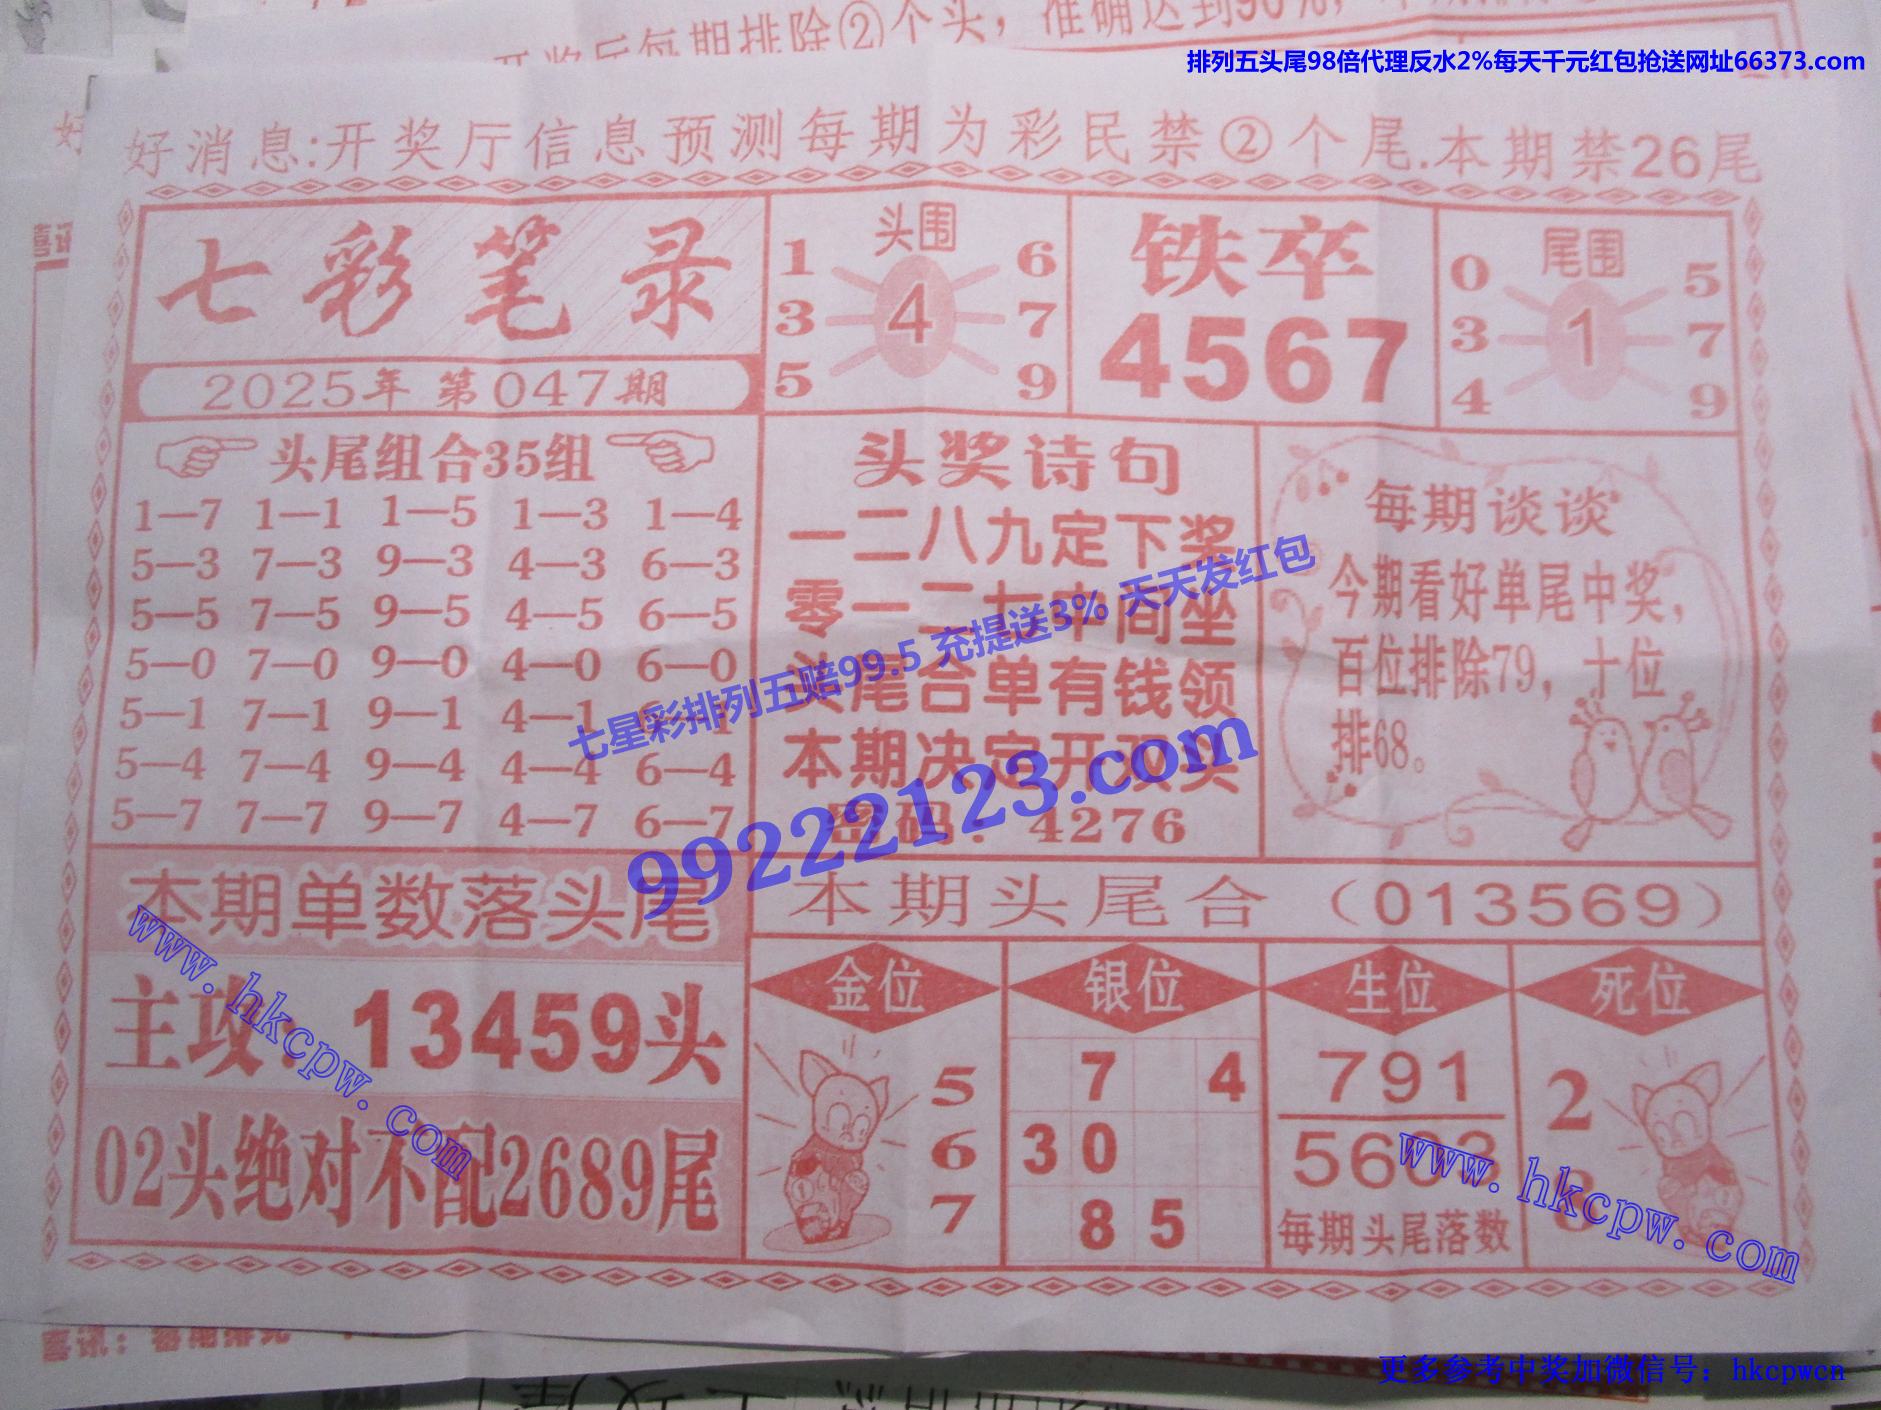 排列五头尾98倍代理反水2%每天千元红包抢送网址66373.com
好消息:开奖厅信息预测每期为彩民禁②个尾.本期禁26尾
七彩笔录
2025年 第047期
头围
1 6
3 4 7
5 9
铁卒
4567
尾围
0 5
3 1 7
4 9
头尾组合35组
1—7 1—1 1—5 1—3 1—4
5—3 7—3 9—3 4—3 6—3
5—5 7—5 9—5 4—5 6—5
5—0 7—0 9—0 4—0 6—0
5—1 7—1 9—1 4—1
5—4 7—4 9—4 4—4 6—4
5—7 7—7 9—7 4—7 6—7
头奖诗句
一二八九定下奖
零一二七中间坐
头尾合单有钱领
本期决定开双头
4276
七星彩排列五赔99.5 充提送3% 天天发红包
99222123.com
每期谈谈
今期看好单尾中奖，
百位排除79，十位
排68。
本期单数落头尾
主攻：13459头
02头绝对不配2689尾
本期头尾合（013569）
金位
5
6
7
银位
7 4
3 0
8 5
生位
791
每期头尾落数
死位
2
www.hkcpw.com
www.hkcpw.com
更多参考中奖加微信号：hkcpwcn